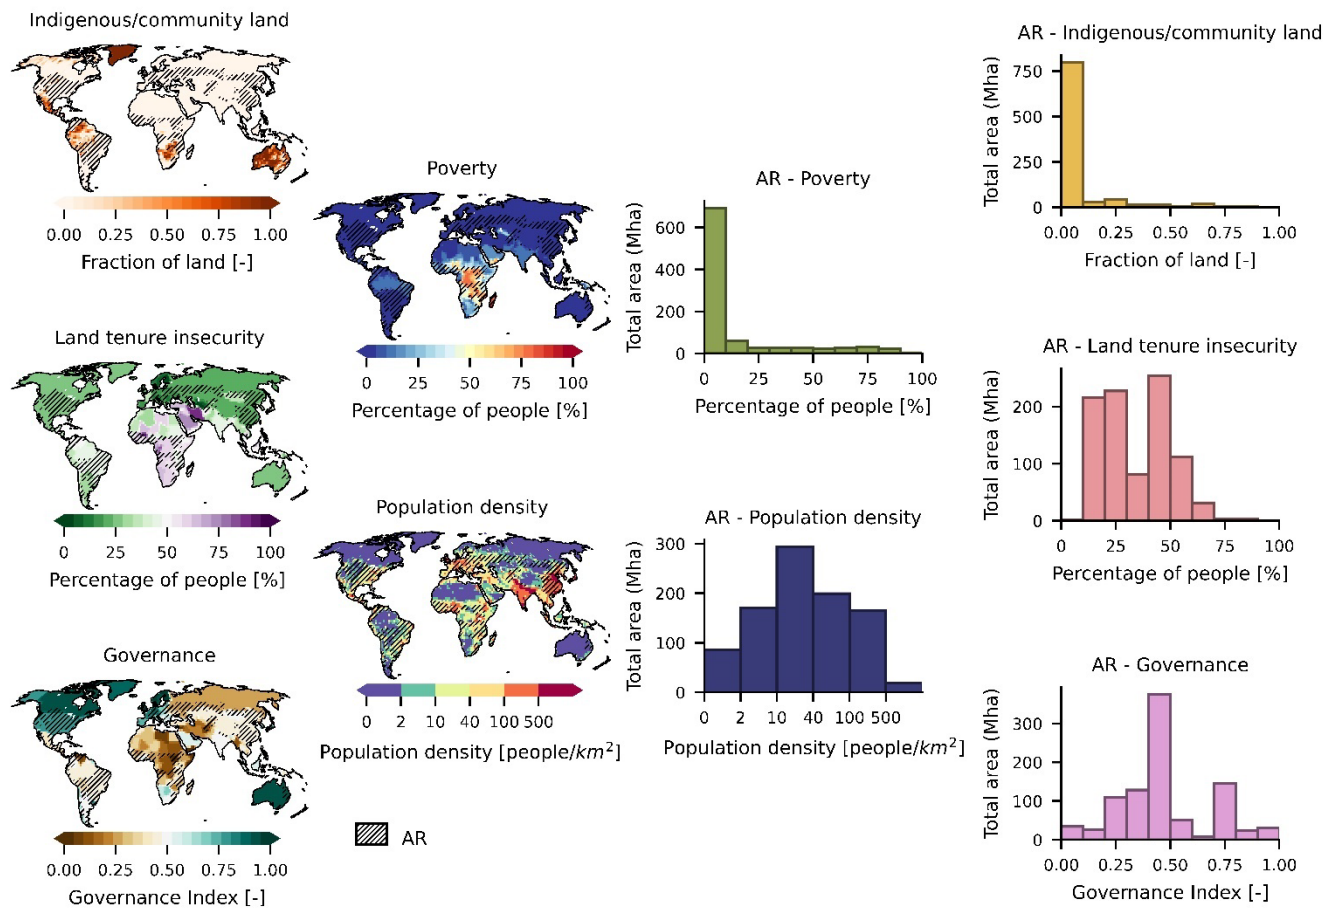 Indigenous/community land
0.00 0.25 0.50 0.75 1.00
Fraction of land [-]
Land tenure insecurity
0 25 50 75 100
Percentage of people [%]
Governance
0.00 0.25 0.50 0.75 1.00
Governance Index [-]
Poverty
0 25 50 75 100
Percentage of people [%]
Population density
0 2 10 40 100 500
Population density [people/km²]
AR
AR - Poverty
Total area (Mha)
600
400
200
0
0 25 50 75 100
Percentage of people [%]
AR - Population density
Total area (Mha)
300
200
100
0
0 2 10 40 100 500
Population density [people/km²]
AR - Indigenous/community land
Total area (Mha)
750
500
250
0
0.00 0.25 0.50 0.75 1.00
Fraction of land [-]
AR - Land tenure insecurity
Total area (Mha)
200
100
0
0 25 50 75 100
Percentage of people [%]
AR - Governance
Total area (Mha)
300
200
100
0
0.00 0.25 0.50 0.75 1.00
Governance Index [-]